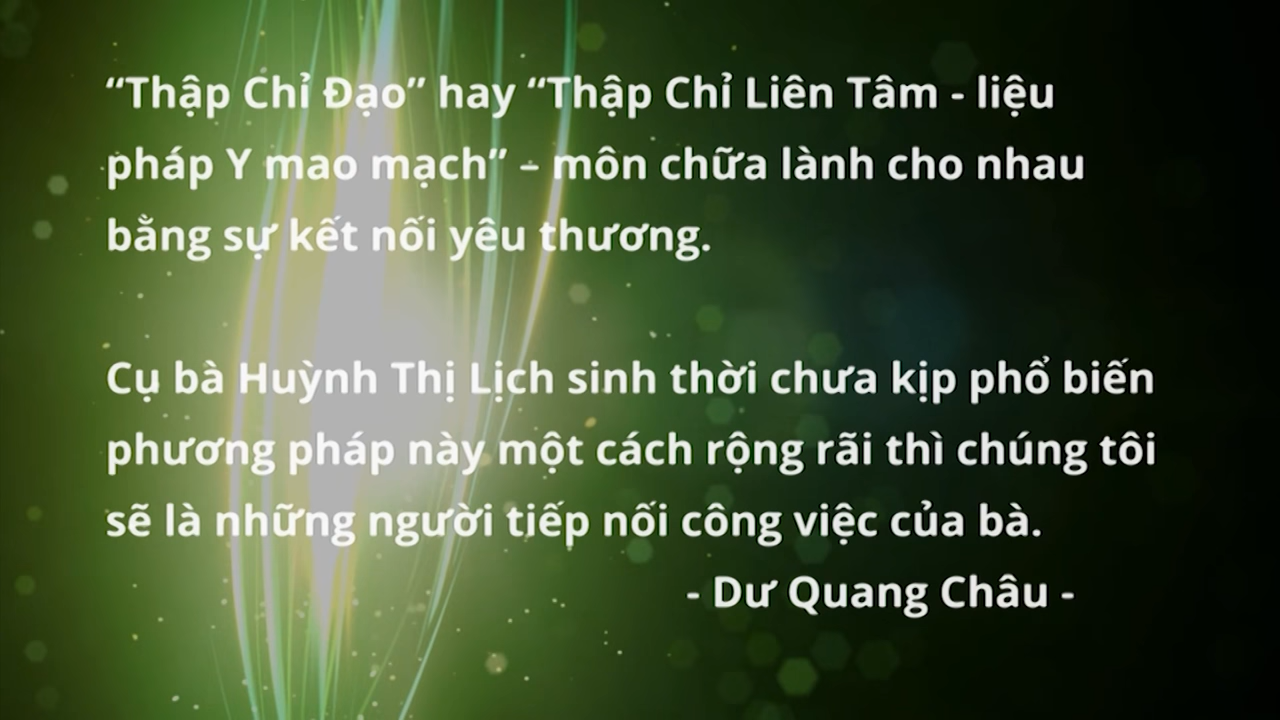 “Thập Chỉ Đạo” hay “Thập Chỉ Liên Tâm - liệu
pháp Y mao mạch” – môn chữa lành cho nhau
bằng sự kết nối yêu thương.
Cụ bà Huỳnh Thị Lịch sinh thời chưa kịp phổ biến
phương pháp này một cách rộng rãi thì chúng tôi
sẽ là những người tiếp nối công việc của bà.
- Dư Quang Châu -